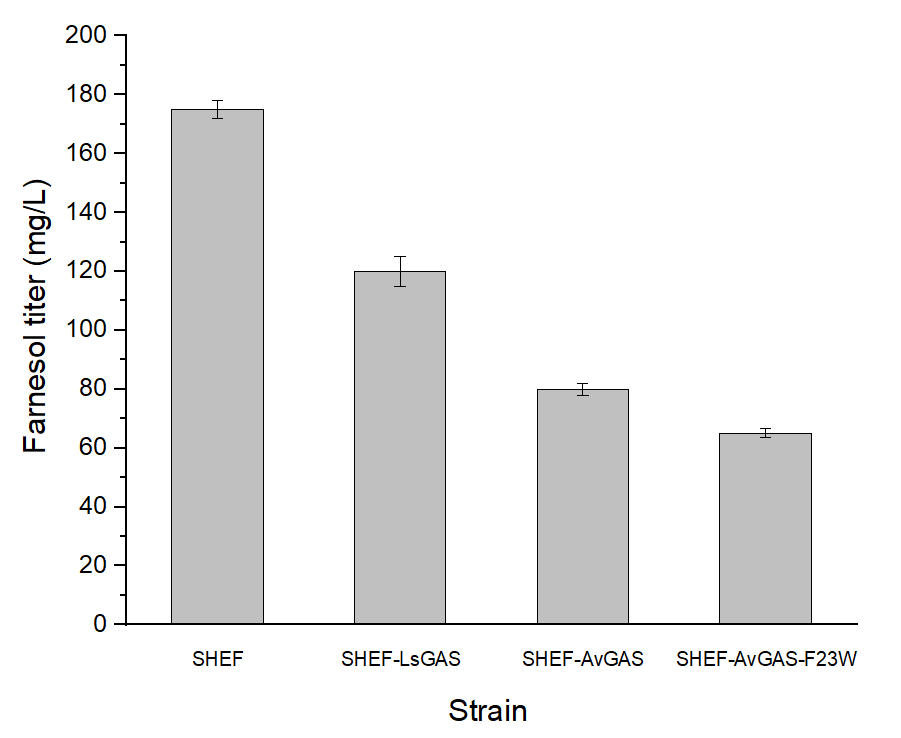 200
180
160
140
120
100
80
60
40
20
0
Farnesol titer (mg/L)
SHEF
SHEF-LsGAS
SHEF-AvGAS
SHEF-AvGAS-F23W
Strain